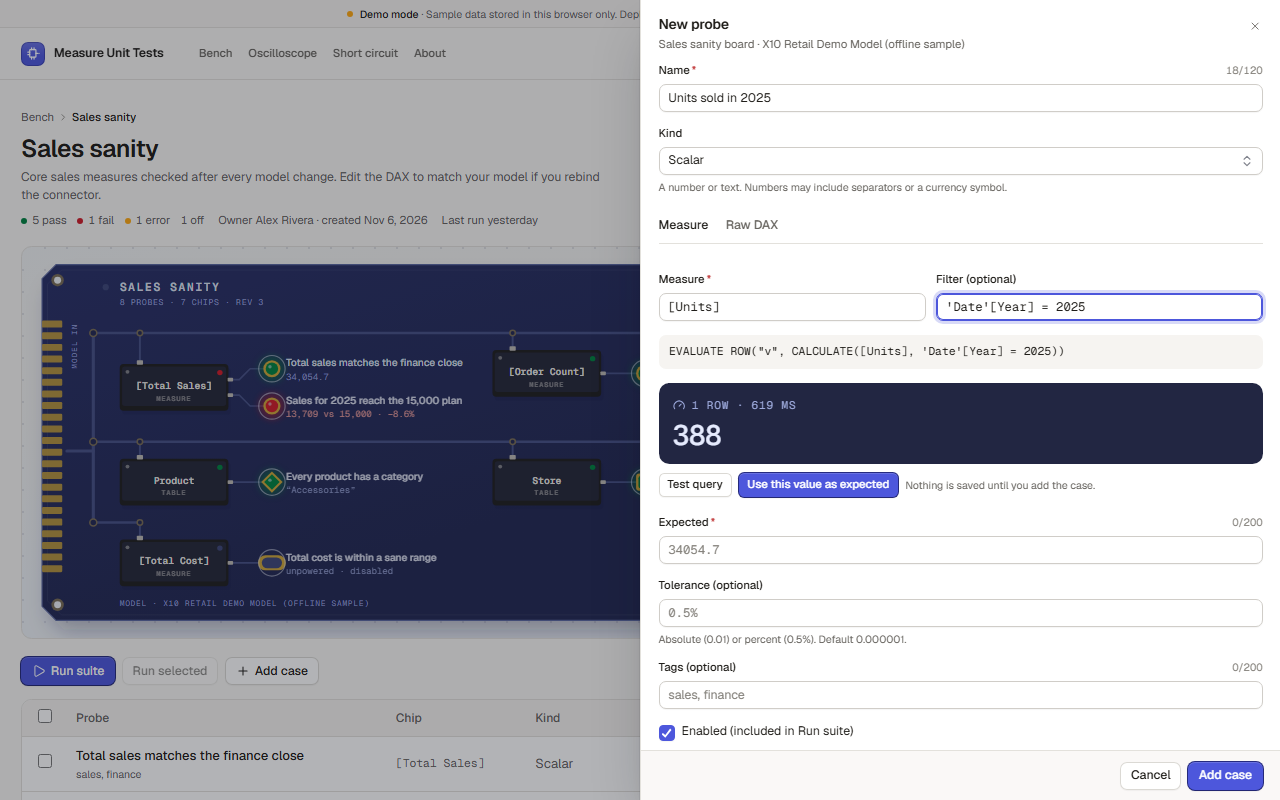 Demo mode · Sample data stored in this browser only. Dep
Measure Unit Tests
Bench
Oscilloscope
Short circuit
About
Bench > Sales sanity
Sales sanity
Core sales measures checked after every model change. Edit the DAX to match your model if you rebind
the connector.
5 pass 1 fail 1 error 1 off Owner Alex Rivera · created Nov 6, 2026 Last run yesterday
SALES SANITY
8 PROBES · 7 CHIPS · REV 3
MODEL IN
[Total Sales]
MEASURE
Total sales matches the finance close
34,054.7
Sales for 2025 reach the 15,000 plan
13,709 vs 15,000 · −8.6%
[Order Count]
MEASURE
Product
TABLE
Every product has a category
“Accessories”
Store
TABLE
[Total Cost]
MEASURE
Total cost is within a sane range
unpowered · disabled
MODEL · X10 RETAIL DEMO MODEL (OFFLINE SAMPLE)
Run suite
Run selected
+ Add case
Probe Chip Kind
Total sales matches the finance close
sales, finance
[Total Sales]
Scalar
New probe
×
Sales sanity board · X10 Retail Demo Model (offline sample)
Name * 18/120
Units sold in 2025
Kind
Scalar
A number or text. Numbers may include separators or a currency symbol.
Measure Raw DAX
Measure * Filter (optional)
[Units] 'Date'[Year] = 2025
EVALUATE ROW("v", CALCULATE([Units], 'Date'[Year] = 2025))
1 ROW · 619 MS
388
Test query
Use this value as expected
Nothing is saved until you add the case.
Expected * 0/200
34054.7
Tolerance (optional)
0.5%
Absolute (0.01) or percent (0.5%). Default 0.000001.
Tags (optional) 0/200
sales, finance
Enabled (included in Run suite)
Cancel
Add case